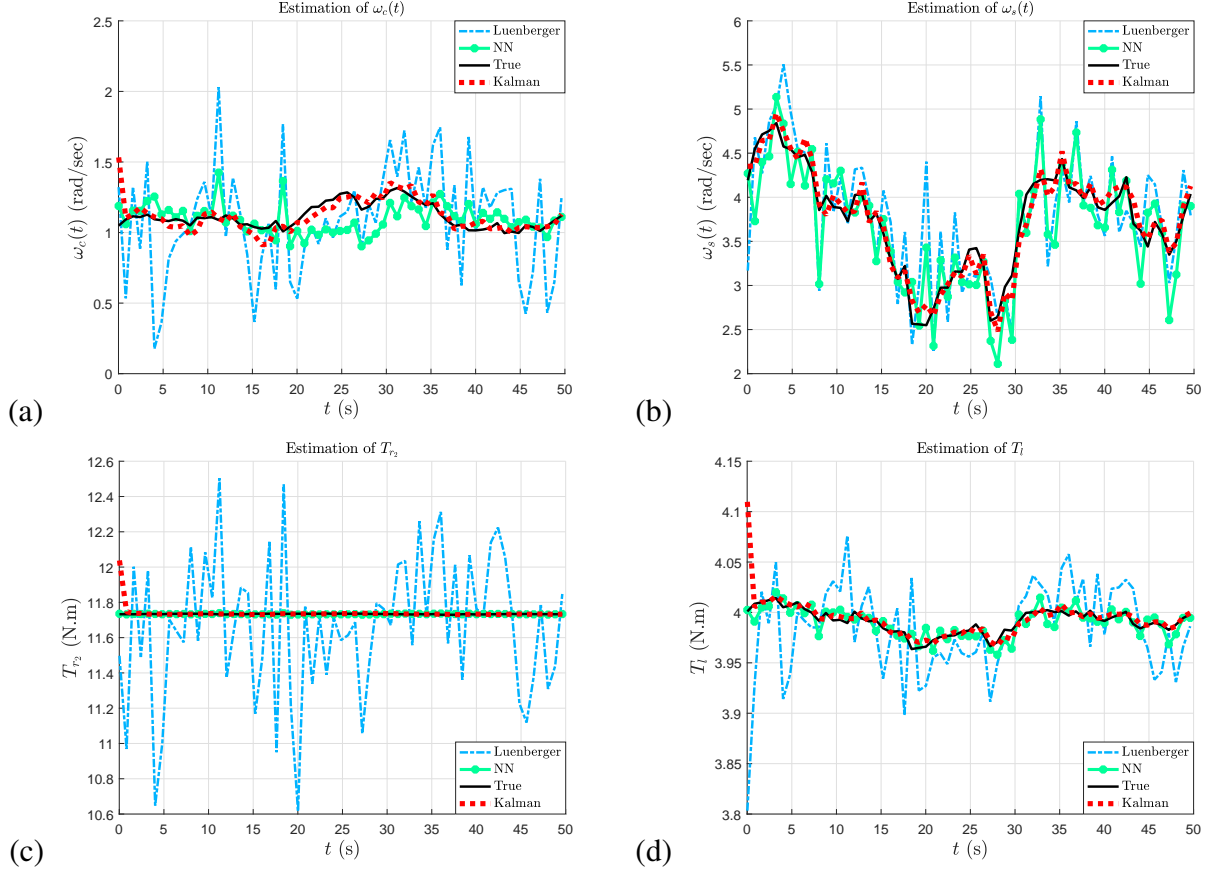 Estimation of ω_c(t)
2.5
2
1.5
1
0.5
0
0 5 10 15 20 25 30 35 40 45 50
ω_c(t) (rad/sec)
t (s)
Luenberger
NN
True
Kalman
(a)
Estimation of ω_s(t)
6
5.5
5
4.5
4
3.5
3
2.5
2
0 5 10 15 20 25 30 35 40 45 50
ω_s(t) (rad/sec)
t (s)
Luenberger
NN
True
Kalman
(b)
Estimation of T_{r_2}
12.6
12.4
12.2
12
11.8
11.6
11.4
11.2
11
10.8
10.6
0 5 10 15 20 25 30 35 40 45 50
T_{r_2} (N.m)
t (s)
Luenberger
NN
True
Kalman
(c)
Estimation of T_l
4.15
4.1
4.05
4
3.95
3.9
3.85
3.8
0 5 10 15 20 25 30 35 40 45 50
T_l (N.m)
t (s)
Luenberger
NN
True
Kalman
(d)